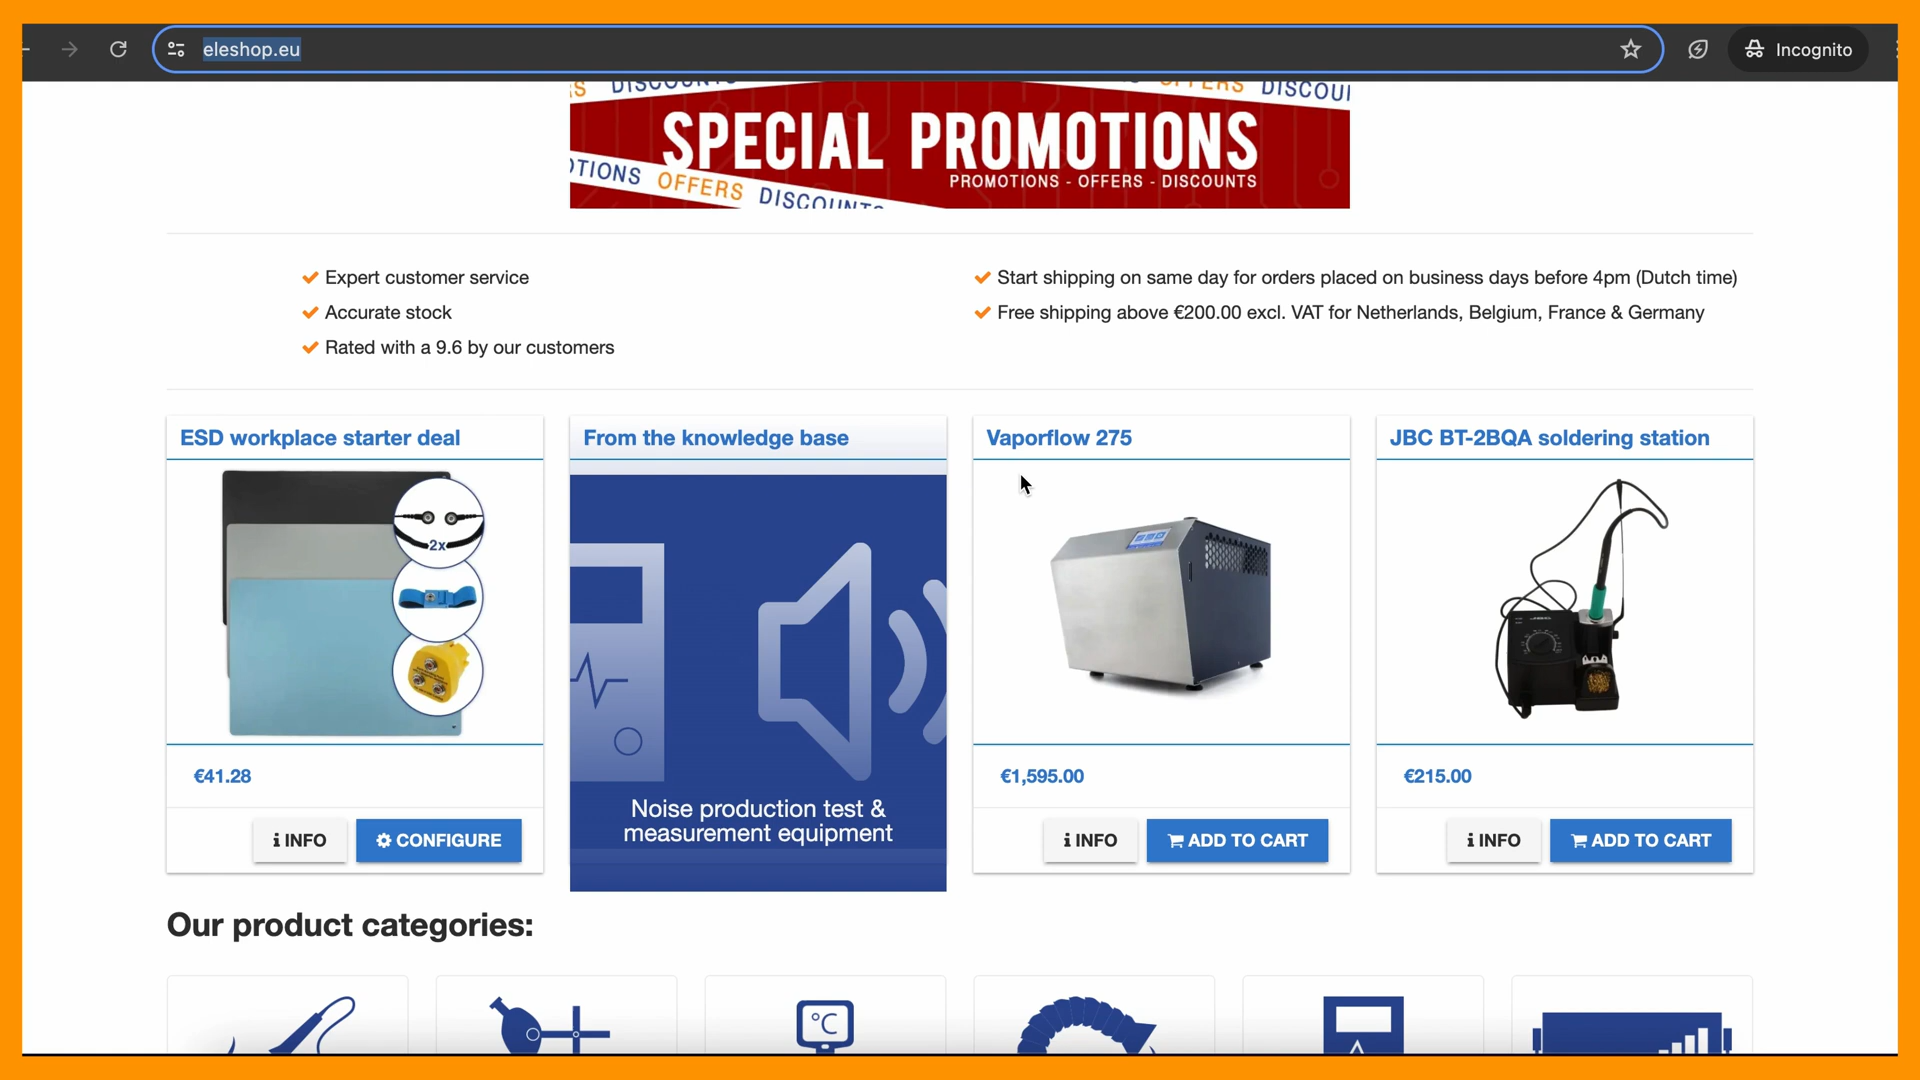 eleshop.eu
Incognito
DISCOUNTS
OFFERS
SPECIAL PROMOTIONS
PROMOTIONS - OFFERS - DISCOUNTS
OFFERS DISCOUNTS
Expert customer service
Accurate stock
Rated with a 9.6 by our customers
Start shipping on same day for orders placed on business days before 4pm (Dutch time)
Free shipping above €200.00 excl. VAT for Netherlands, Belgium, France & Germany
ESD workplace starter deal
2x
€41.28
INFO
CONFIGURE
From the knowledge base
Noise production test &
measurement equipment
Vaporflow 275
€1,595.00
INFO
ADD TO CART
JBC BT-2BQA soldering station
€215.00
INFO
ADD TO CART
Our product categories:
°C